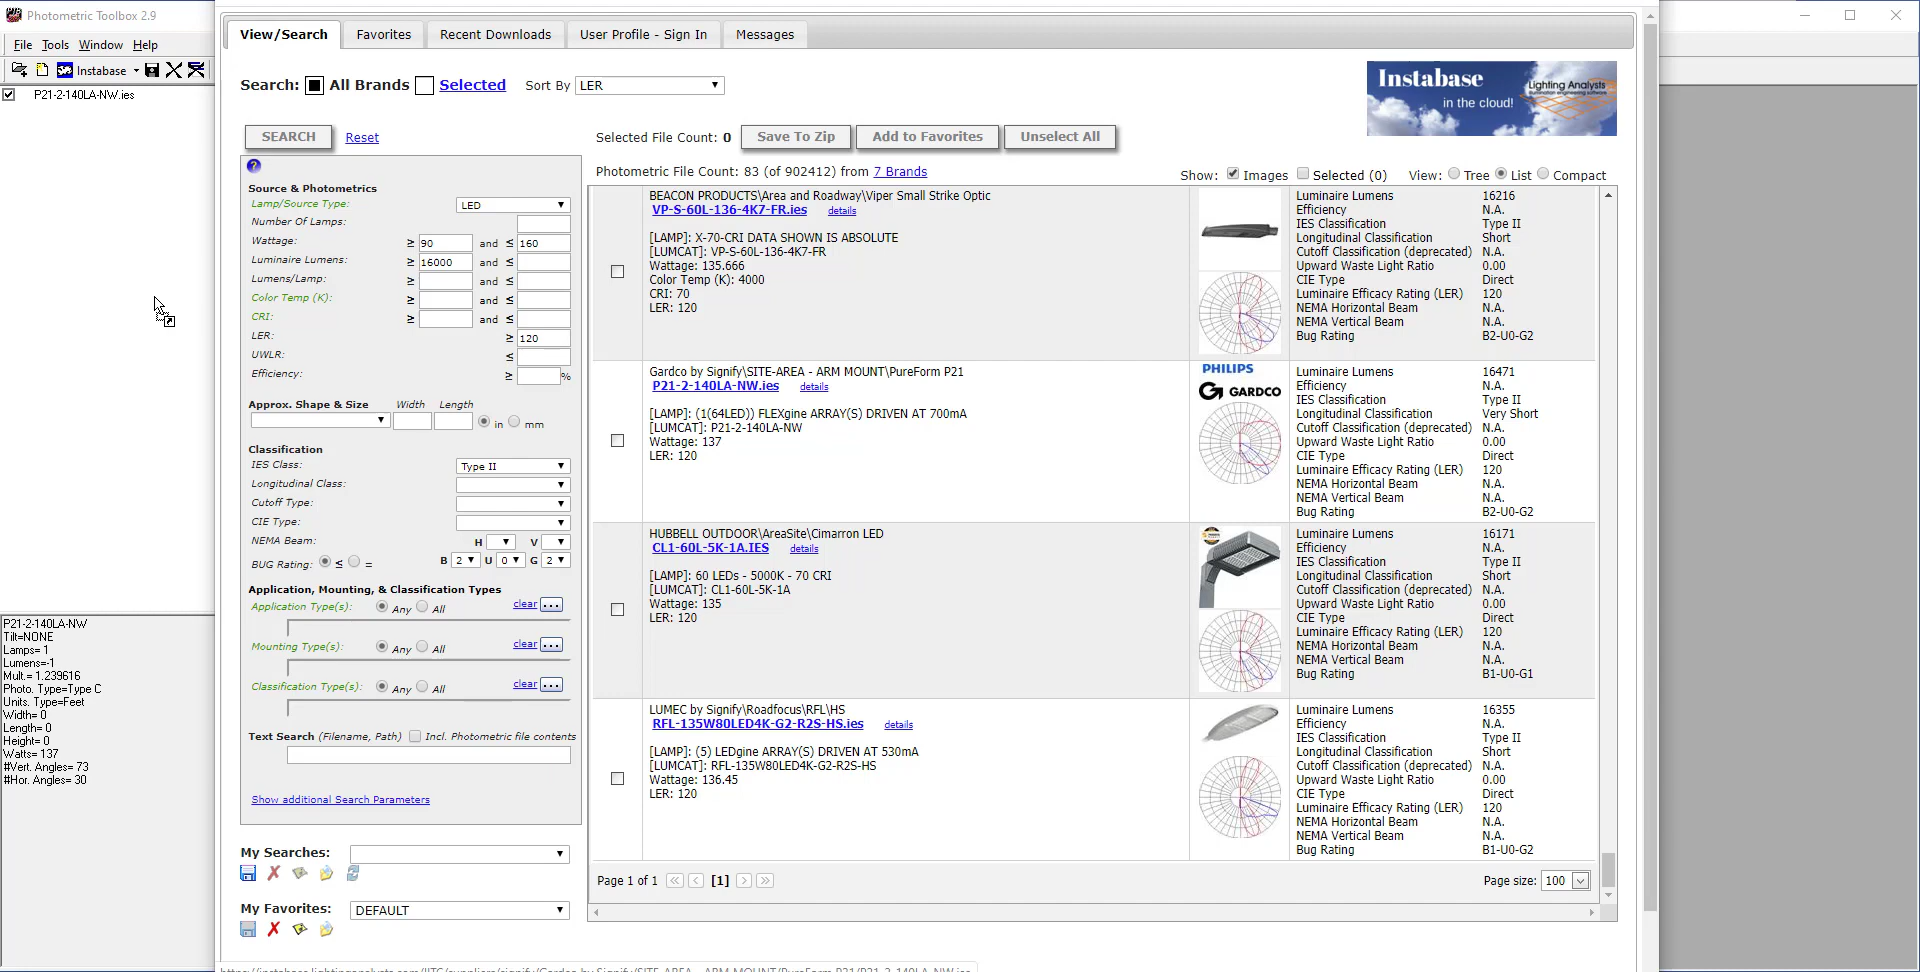 Photometric Toolbox 2.9
File Tools Window Help
Instabase
P21-2-140LA-NW.ies
P21-2-140LA-NW
Tilt=NONE
Lamps= 1
Lumens=-1
Mult.= 1.239616
Photo. Type=Type C
Units. Type=Feet
Width= 0
Length= 0
Height= 0
Watts= 137
#Vert. Angles= 73
#Hor. Angles= 30
View/Search Favorites Recent Downloads User Profile - Sign In Messages
Search: All Brands Selected Sort By LER
Instabase
in the cloud!
Lighting Analysts
SEARCH Reset
Selected File Count: 0 Save To Zip Add to Favorites Unselect All
Photometric File Count: 83 (of 902412) from 7 Brands
Show: Images Selected (0) View: Tree List Compact
?
Source & Photometrics
Lamp/Source Type: LED
Number Of Lamps:
Wattage: ≥ 90 and ≤ 160
Luminaire Lumens: ≥ 16000 and ≤
Lumens/Lamp: ≥ and ≤
Color Temp (K): ≥ and ≤
CRI: ≥ and ≤
LER: ≥ 120
UWLR: ≤
Efficiency: ≥ %
Approx. Shape & Size Width Length
in mm
Classification
IES Class: Type II
Longitudinal Class:
Cutoff Type:
CIE Type:
NEMA Beam: H V
BUG Rating: ≤ = B 2 U 0 G 2
Application, Mounting, & Classification Types
Application Type(s): Any All clear ...
Mounting Type(s): Any All clear ...
Classification Type(s): Any All clear ...
Text Search (Filename, Path) Incl. Photometric file contents
Show additional Search Parameters
My Searches:
My Favorites: DEFAULT
BEACON PRODUCTS\Area and Roadway\Viper Small Strike Optic
VP-S-60L-136-4K7-FR.ies details
[LAMP]: X-70-CRI DATA SHOWN IS ABSOLUTE
[LUMCAT]: VP-S-60L-136-4K7-FR
Wattage: 135.666
Color Temp (K): 4000
CRI: 70
LER: 120
Luminaire Lumens 16216
Efficiency N.A.
IES Classification Type II
Longitudinal Classification Short
Cutoff Classification (deprecated) N.A.
Upward Waste Light Ratio 0.00
CIE Type Direct
Luminaire Efficacy Rating (LER) 120
NEMA Horizontal Beam N.A.
NEMA Vertical Beam N.A.
Bug Rating B2-U0-G2
Gardco by Signify\SITE-AREA - ARM MOUNT\PureForm P21
P21-2-140LA-NW.ies details
[LAMP]: (1(64LED)) FLEXgine ARRAY(S) DRIVEN AT 700mA
[LUMCAT]: P21-2-140LA-NW
Wattage: 137
LER: 120
PHILIPS
GARDCO
Luminaire Lumens 16471
Efficiency N.A.
IES Classification Type II
Longitudinal Classification Very Short
Cutoff Classification (deprecated) N.A.
Upward Waste Light Ratio 0.00
CIE Type Direct
Luminaire Efficacy Rating (LER) 120
NEMA Horizontal Beam N.A.
NEMA Vertical Beam N.A.
Bug Rating B2-U0-G2
HUBBELL OUTDOOR\AreaSite\Cimarron LED
CL1-60L-5K-1A.IES details
[LAMP]: 60 LEDs - 5000K - 70 CRI
[LUMCAT]: CL1-60L-5K-1A
Wattage: 135
LER: 120
Luminaire Lumens 16171
Efficiency N.A.
IES Classification Type II
Longitudinal Classification Short
Cutoff Classification (deprecated) N.A.
Upward Waste Light Ratio 0.00
CIE Type Direct
Luminaire Efficacy Rating (LER) 120
NEMA Horizontal Beam N.A.
NEMA Vertical Beam N.A.
Bug Rating B1-U0-G1
LUMEC by Signify\Roadfocus\RFL\HS
RFL-135W80LED4K-G2-R2S-HS.ies details
[LAMP]: (5) LEDgine ARRAY(S) DRIVEN AT 530mA
[LUMCAT]: RFL-135W80LED4K-G2-R2S-HS
Wattage: 136.45
LER: 120
Luminaire Lumens 16355
Efficiency N.A.
IES Classification Type II
Longitudinal Classification Short
Cutoff Classification (deprecated) N.A.
Upward Waste Light Ratio 0.00
CIE Type Direct
Luminaire Efficacy Rating (LER) 120
NEMA Horizontal Beam N.A.
NEMA Vertical Beam N.A.
Bug Rating B1-U0-G2
Page 1 of 1 [1] Page size: 100